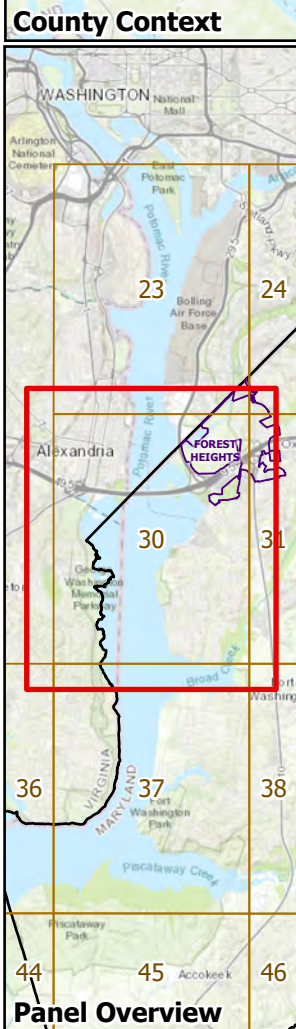 County Context
WASHINGTON
National
Mall
Arlington
National
Cemetery
East
Potomac
Park
Potomac River
295
23
24
Bolling
Air Force
Base
Potomac River
FOREST
HEIGHTS
Alexandria
495
30
31
George
Washington
Memorial
Parkway
Broad Creek
Fort
Washing
36
37
38
VIRGINIA
MARYLAND
Fort
Washington
Park
Piscataway Creek
Piscataway
Park
44
45
46
Accokeek
Panel Overview